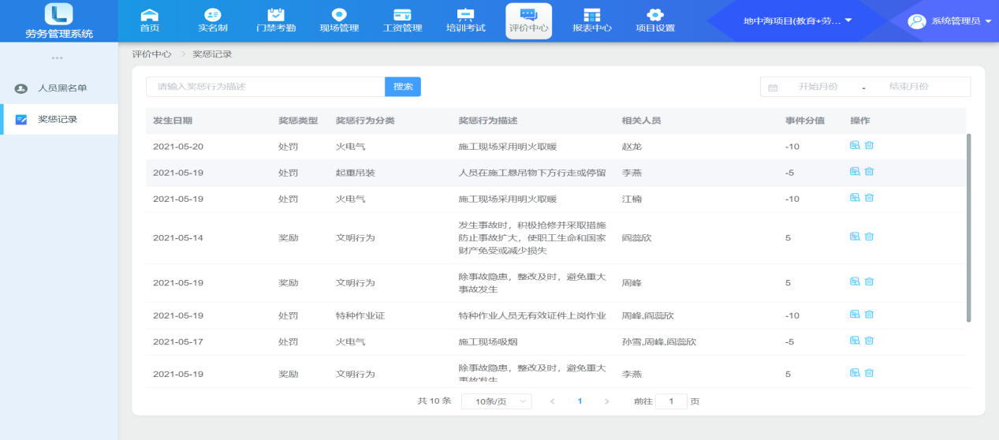 首页 实名制 门禁考勤 现场管理 工资管理 培训考试 评价中心 报表中心 项目设置
地中海项目(教育+劳... 系统管理员
劳务管理系统
...
人员黑名单
奖惩记录
评价中心 > 奖惩记录
请输入奖惩行为描述 搜索 开始月份 - 结束月份
发生日期 奖惩类型 奖惩行为分类 奖惩行为描述 相关人员 事件分值 操作
2021-05-20 处罚 火电气 施工现场采用明火取暖 赵龙 -10
2021-05-19 处罚 起重吊装 人员在施工悬吊物下方行走或停留 李燕 -5
2021-05-19 处罚 火电气 施工现场采用明火取暖 江楠 -10
2021-05-14 奖励 文明行为 发生事故时，积极抢修并采取措施
防止事故扩大，使职工生命和国家
财产免受或减少损失 阎蕊欣 5
2021-05-19 奖励 文明行为 除事故隐患，整改及时，避免重大
事故发生 周峰 5
2021-05-19 处罚 特种作业证 特种作业人员无有效证件上岗作业 周峰,阎蕊欣 -10
2021-05-17 处罚 火电气 施工现场吸烟 孙雪,周峰,阎蕊欣 -5
2021-05-19 奖励 文明行为 除事故隐患，整改及时，避免重大
事故发生 李燕 5
共 10 条 10条/页 < 1 > 前往 1 页